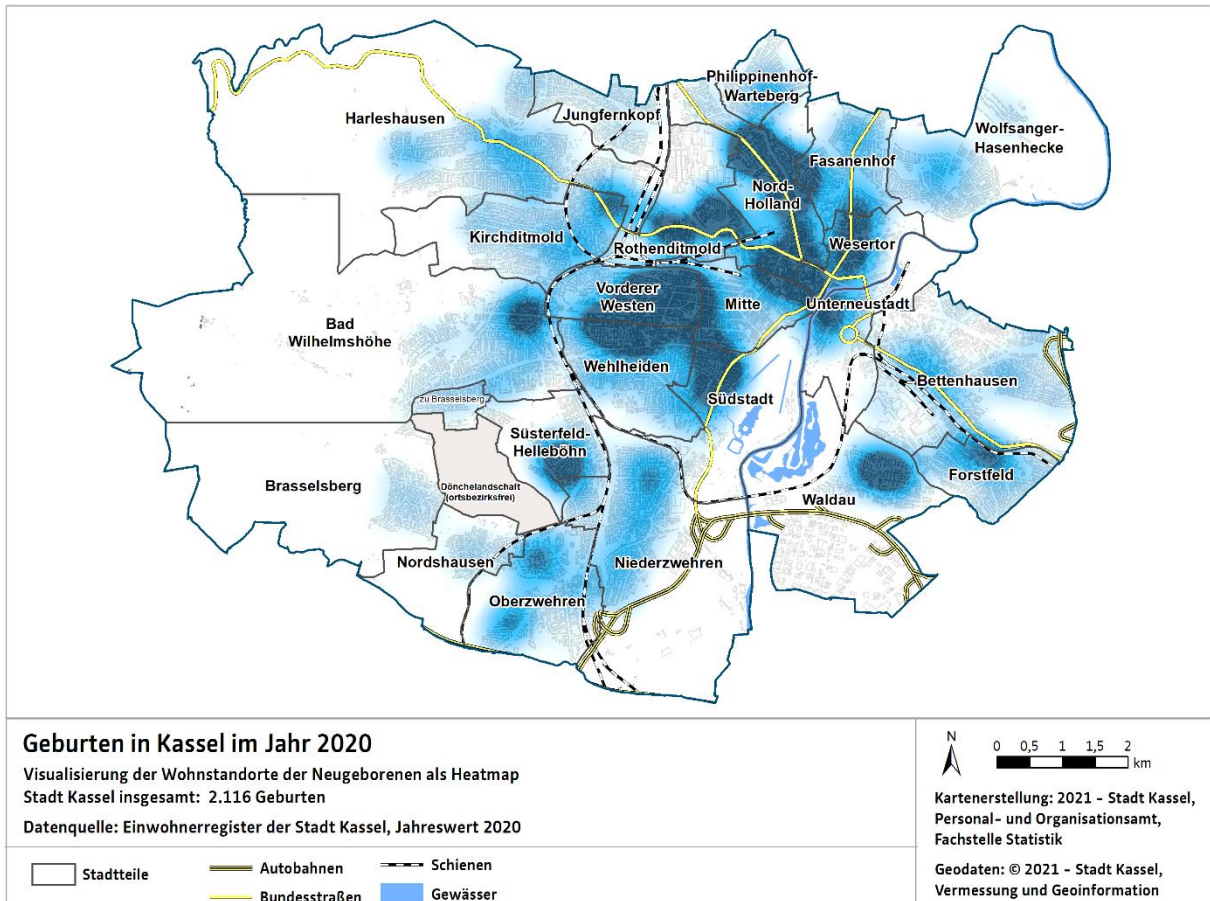 Philippinenhof-
Warteberg
Jungfernkopf
Harleshausen
Wolfsanger-
Hasenhecke
Fasanenhof
Nord-
Holland
Kirchditmold
Rothenditmold
Wesertor
Vorderer
Westen
Mitte
Unterneustadt
Bad
Wilhelmshöhe
Wehlheiden
Bettenhausen
zu Brasselsberg
Südstadt
Süsterfeld-
Helleböhn
Brasselsberg
Dönchelandschaft
(ortsbezirksfrei)
Forstfeld
Waldau
Nordshausen
Niederzwehren
Oberzwehren
Geburten in Kassel im Jahr 2020
Visualisierung der Wohnstandorte der Neugeborenen als Heatmap
Stadt Kassel insgesamt: 2.116 Geburten
Datenquelle: Einwohnerregister der Stadt Kassel, Jahreswert 2020
Stadtteile
Autobahnen
Bundesstraßen
Schienen
Gewässer
N
0 0,5 1 1,5 2
km
Kartenerstellung: 2021 - Stadt Kassel,
Personal- und Organisationsamt,
Fachstelle Statistik
Geodaten: © 2021 - Stadt Kassel,
Vermessung und Geoinformation